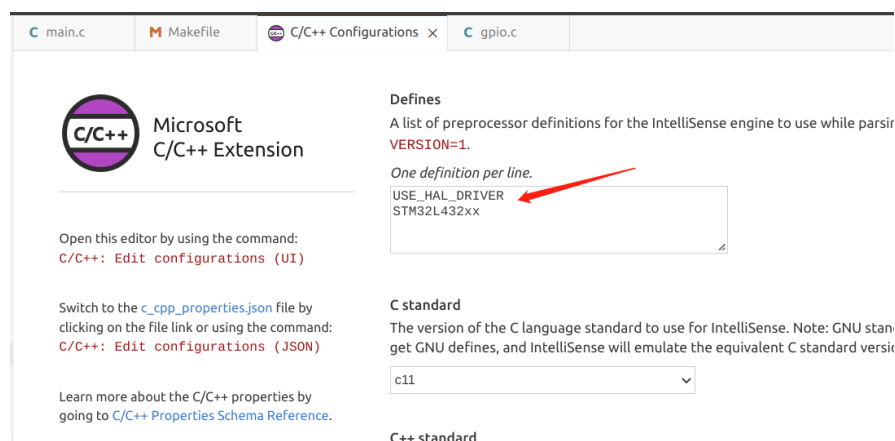 main.c
Makefile
C/C++ Configurations
gpio.c
C/C++
Microsoft
C/C++ Extension
Open this editor by using the command:
C/C++: Edit configurations (UI)
Switch to the c_cpp_properties.json file by
clicking on the file link or using the command:
C/C++: Edit configurations (JSON)
Learn more about the C/C++ properties by
going to C/C++ Properties Schema Reference.
Defines
A list of preprocessor definitions for the IntelliSense engine to use while
VERSION=1.
One definition per line.
USE_HAL_DRIVER
STM32L432xx
C standard
The version of the C language standard to use for IntelliSense. Note: GNU
get GNU defines, and IntelliSense will emulate the equivalent C standard
c11
C++ standard